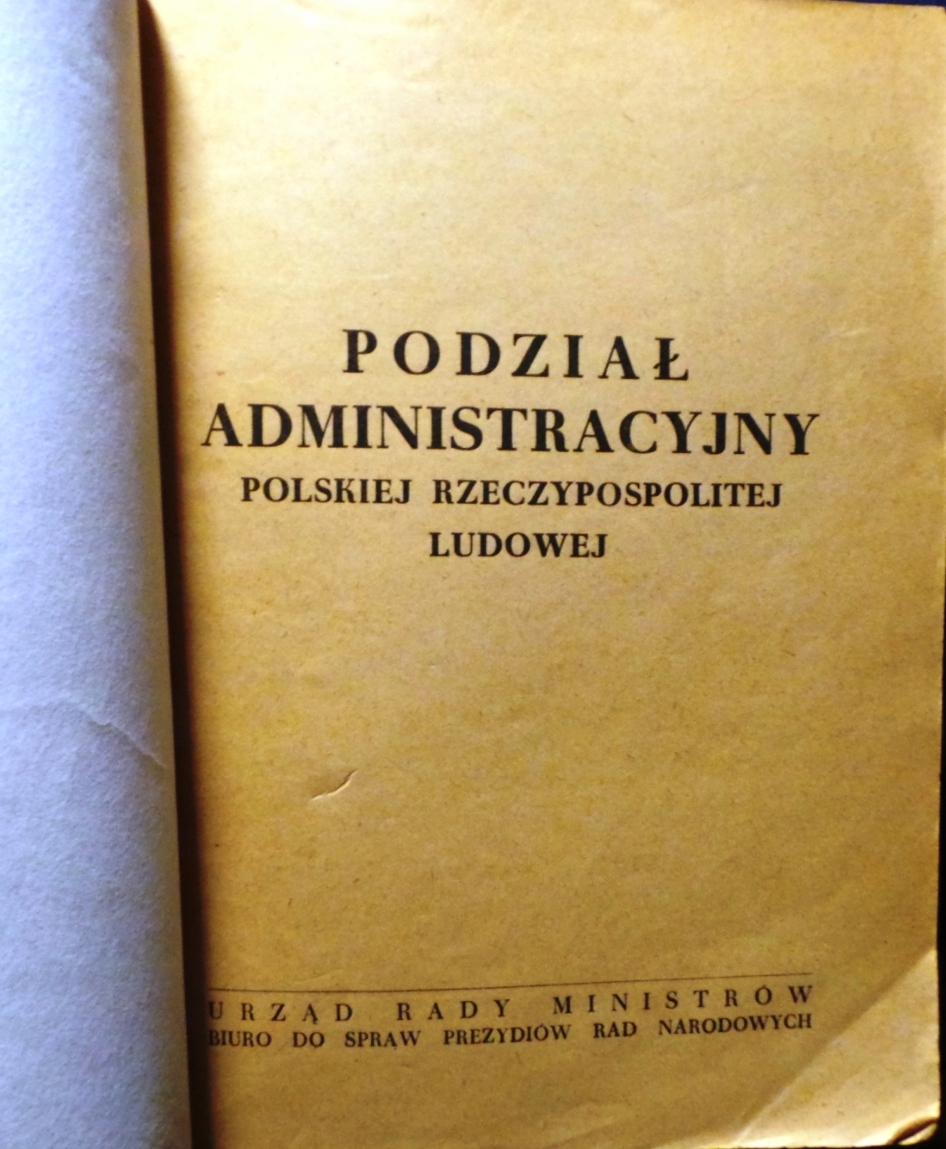 PODZIAŁ
ADMINISTRACYJNY
POLSKIEJ RZECZYPOSPOLITEJ
LUDOWEJ
URZĄD RADY MINISTRÓW
BIURO DO SPRAW PREZYDIÓW RAD NARODOWYCH